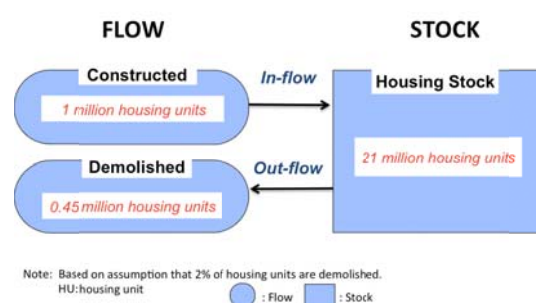 FLOW
STOCK
Constructed
1 million housing units
In-flow
Housing Stock
21 million housing units
Demolished
0.45 million housing units
Out-flow
Note: Based on assumption that 2% of housing units are demolished.
HU:housing unit
: Flow
: Stock